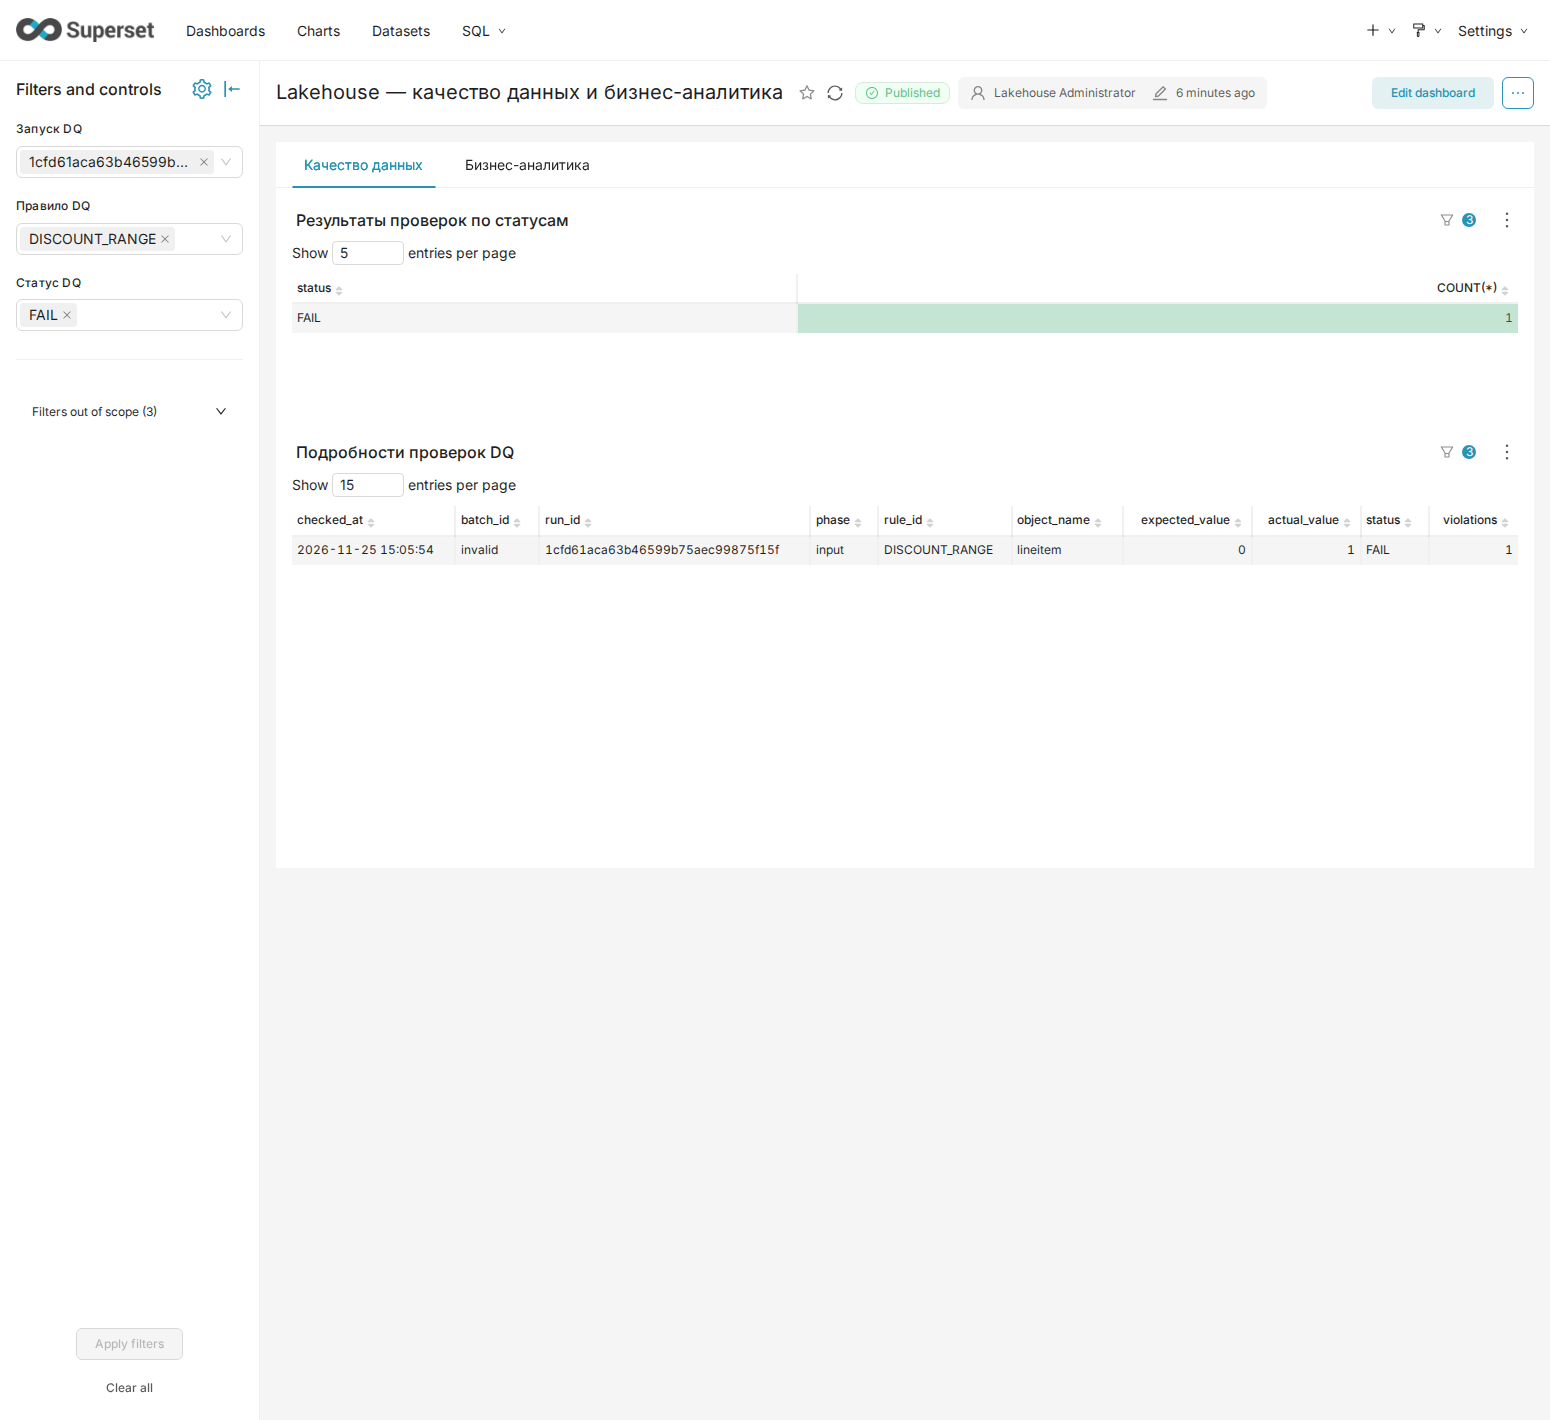 Superset Dashboards Charts Datasets SQL Settings
Filters and controls
Запуск DQ
1cfd61aca63b46599b...
Правило DQ
DISCOUNT_RANGE
Статус DQ
FAIL
Filters out of scope (3)
Apply filters
Clear all
Lakehouse — качество данных и бизнес-аналитика Published Lakehouse Administrator 6 minutes ago Edit dashboard
Качество данных Бизнес-аналитика
Результаты проверок по статусам 3
Show 5 entries per page
status COUNT(*)
FAIL 1
Подробности проверок DQ 3
Show 15 entries per page
checked_at batch_id run_id phase rule_id object_name expected_value actual_value status violations
2026-11-25 15:05:54 invalid 1cfd61aca63b46599b75aec99875f15f input DISCOUNT_RANGE lineitem 0 1 FAIL 1